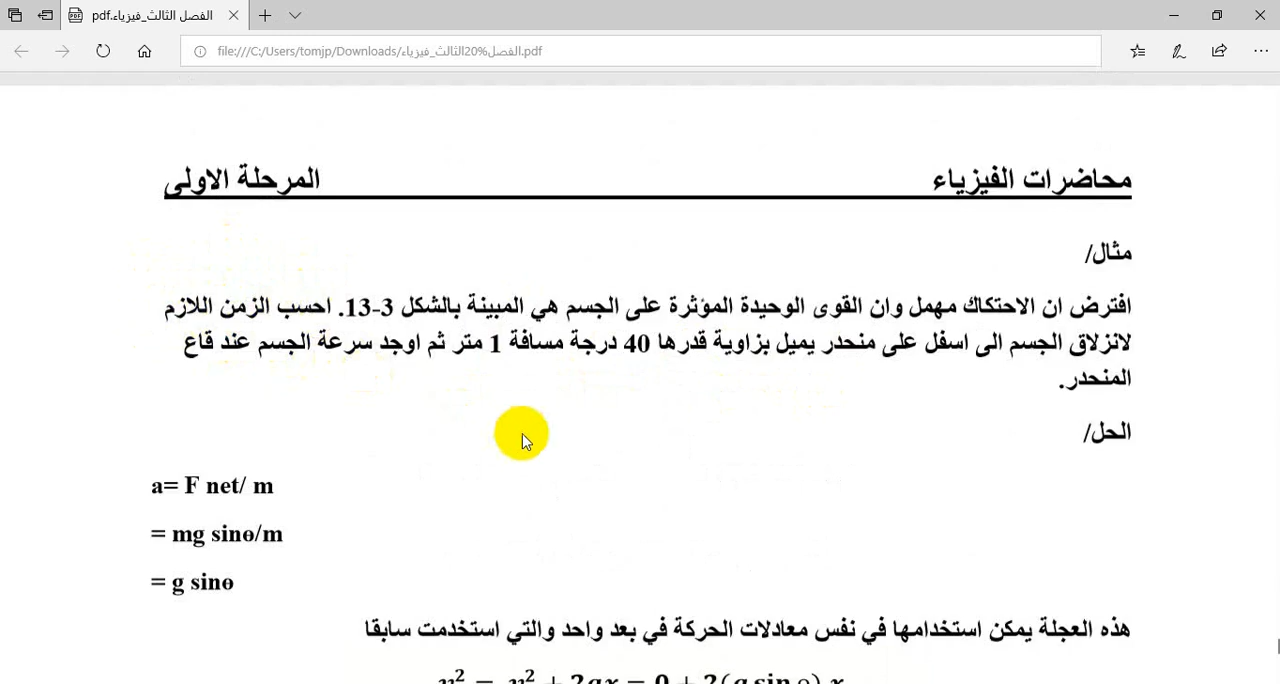 الفصل الثالث_فيزياء.pdf
file:///C:/Users/tomjp/Downloads/الفصل%20الثالث_فيزياء.pdf
محاضرات الفيزياء المرحلة الاولى
مثال/
افترض ان الاحتكاك مهمل وان القوى الوحيدة المؤثرة على الجسم هي المبينة بالشكل 3-13. احسب الزمن اللازم
لانزلاق الجسم الى اسفل على منحدر يميل بزاوية قدرها 40 درجة مسافة 1 متر ثم اوجد سرعة الجسم عند قاع
المنحدر.
الحل/
a= F net/ m
= mg sinɵ/m
= g sinɵ
هذه العجلة يمكن استخدامها في نفس معادلات الحركة في بعد واحد والتي استخدمت سابقا